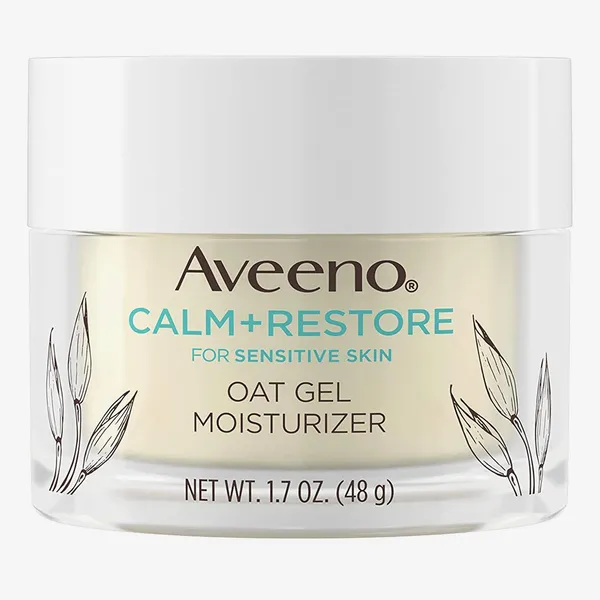 Aveeno®
CALM+RESTORE
FOR SENSITIVE SKIN
OAT GEL
MOISTURIZER
NET WT. 1.7 OZ. (48 g)